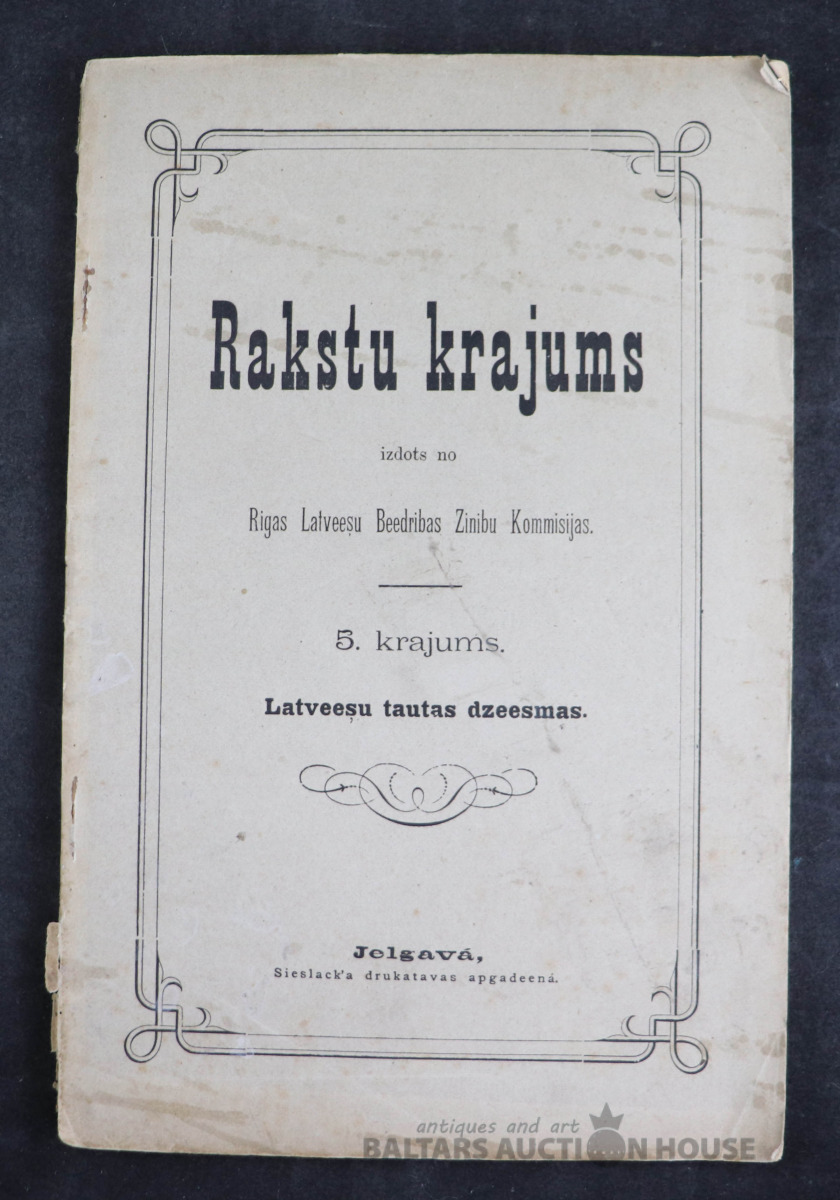 Rakstu krajums
izdots no
Rigas Latveeșu Beedribas Zinibu Kommisijas.
5. krajums.
Latveeșu tautas dzeesmas.
Jelgavá,
Sieslack'a drukatavas apgadeená.
antiques and art
BALTARS AUCTION HOUSE